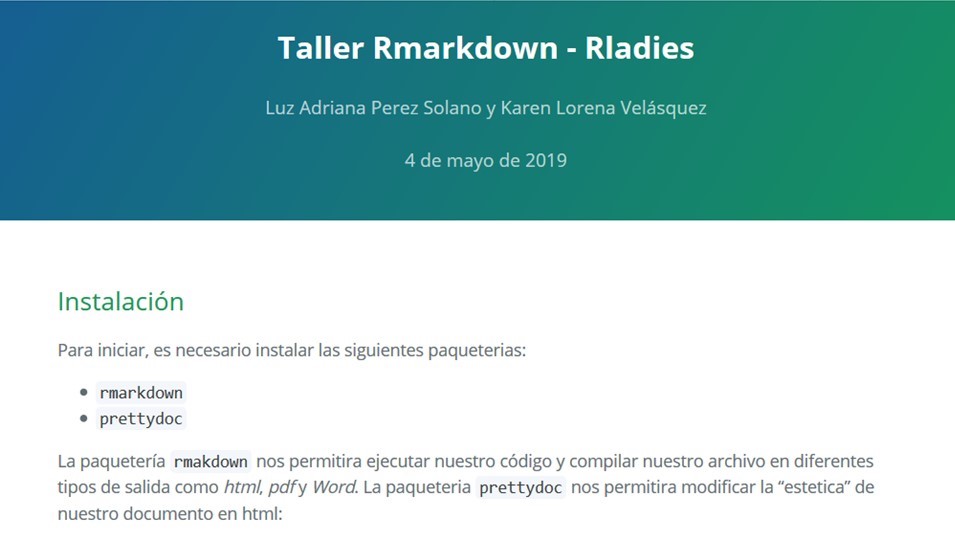 Taller Rmarkdown - Rladies
Luz Adriana Perez Solano y Karen Lorena Velásquez
4 de mayo de 2019
Instalación
Para iniciar, es necesario instalar las siguientes paqueterias:
• rmarkdown
• prettydoc
La paquetería rmakdown nos permitira ejecutar nuestro código y compilar nuestro archivo en diferentes
tipos de salida como html, pdf y Word. La paqueteria prettydoc nos permitira modificar la “estetica” de
nuestro documento en html: